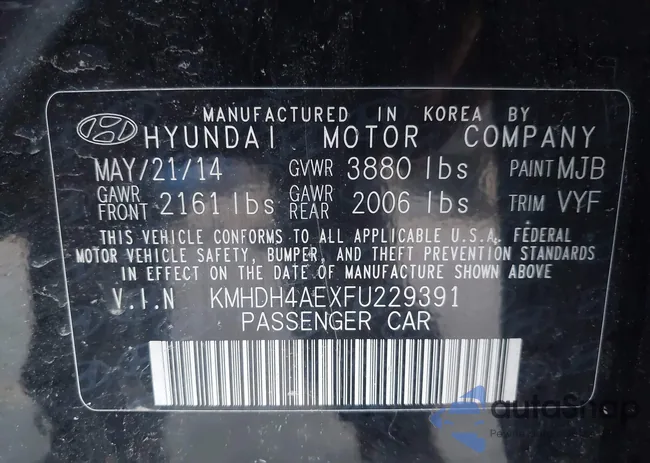 MANUFACTURED IN KOREA BY
HYUNDAI MOTOR COMPANY
MAY/21/14 GVWR 3880 lbs PAINT MJB
GAWR FRONT 2161 lbs GAWR REAR 2006 lbs TRIM VYF
THIS VEHICLE CONFORMS TO ALL APPLICABLE U.S.A. FEDERAL
MOTOR VEHICLE SAFETY, BUMPER, AND THEFT PREVENTION STANDARDS
IN EFFECT ON THE DATE OF MANUFACTURE SHOWN ABOVE
V.I.N KMHDH4AEXFU229391
PASSENGER CAR
autoSnap